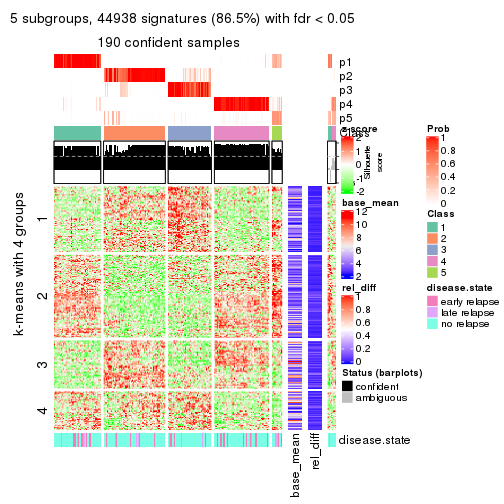 5 subgroups, 44938 signatures (86.5%) with fdr < 0.05
190 confident samples
p1
p2
p3
p4
p5
Class
z-score
2
1
0
-1
-2
Silhouette
score
Prob
1
0.8
0.6
0.4
0.2
0
k-means with 4 groups
1
2
3
4
base_mean
12
10
8
6
4
2
Class
1
2
3
4
5
rel_diff
1
0.8
0.6
0.4
0.2
0
disease.state
early relapse
late relapse
no relapse
Status (barplots)
confident
ambiguous
disease.state
base_mean
rel_diff